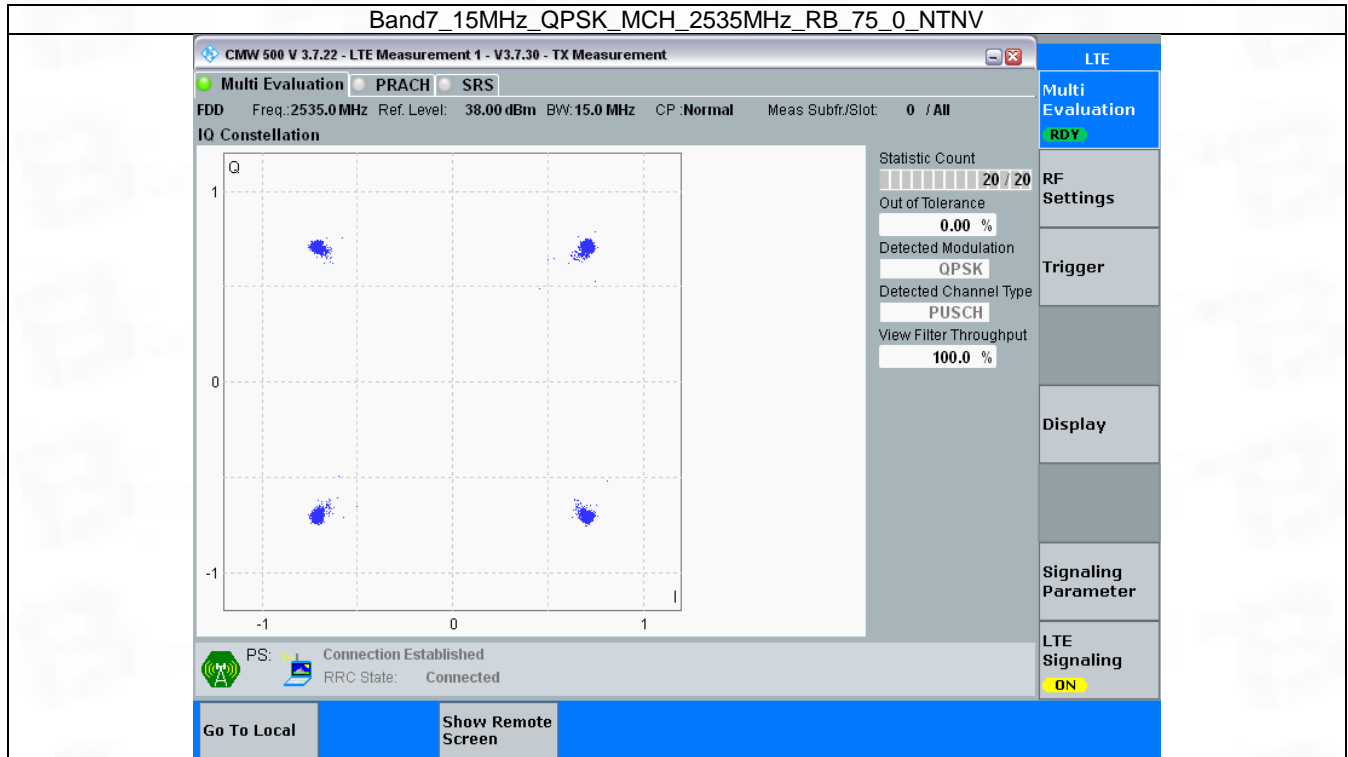 Band7_15MHz_QPSK_MCH_2535MHz_RB_75_0_NTNV
CMW 500 V 3.7.22 - LTE Measurement 1 - V3.7.30 - TX Measurement
LTE
Multi Evaluation PRACH SRS
FDD Freq.:2535.0 MHz Ref. Level: 38.00 dBm BW:15.0 MHz CP :Normal Meas Subfr./Slot: 0 / All
IQ Constellation
Q
1
0
-1
-1 0 1
I
Statistic Count
20 / 20
Out of Tolerance
0.00 %
Detected Modulation
QPSK
Detected Channel Type
PUSCH
View Filter Throughput
100.0 %
Multi
Evaluation
RDY
RF
Settings
Trigger
Display
Signaling
Parameter
LTE
Signaling
ON
PS: Connection Established
RRC State: Connected
Go To Local
Show Remote
Screen